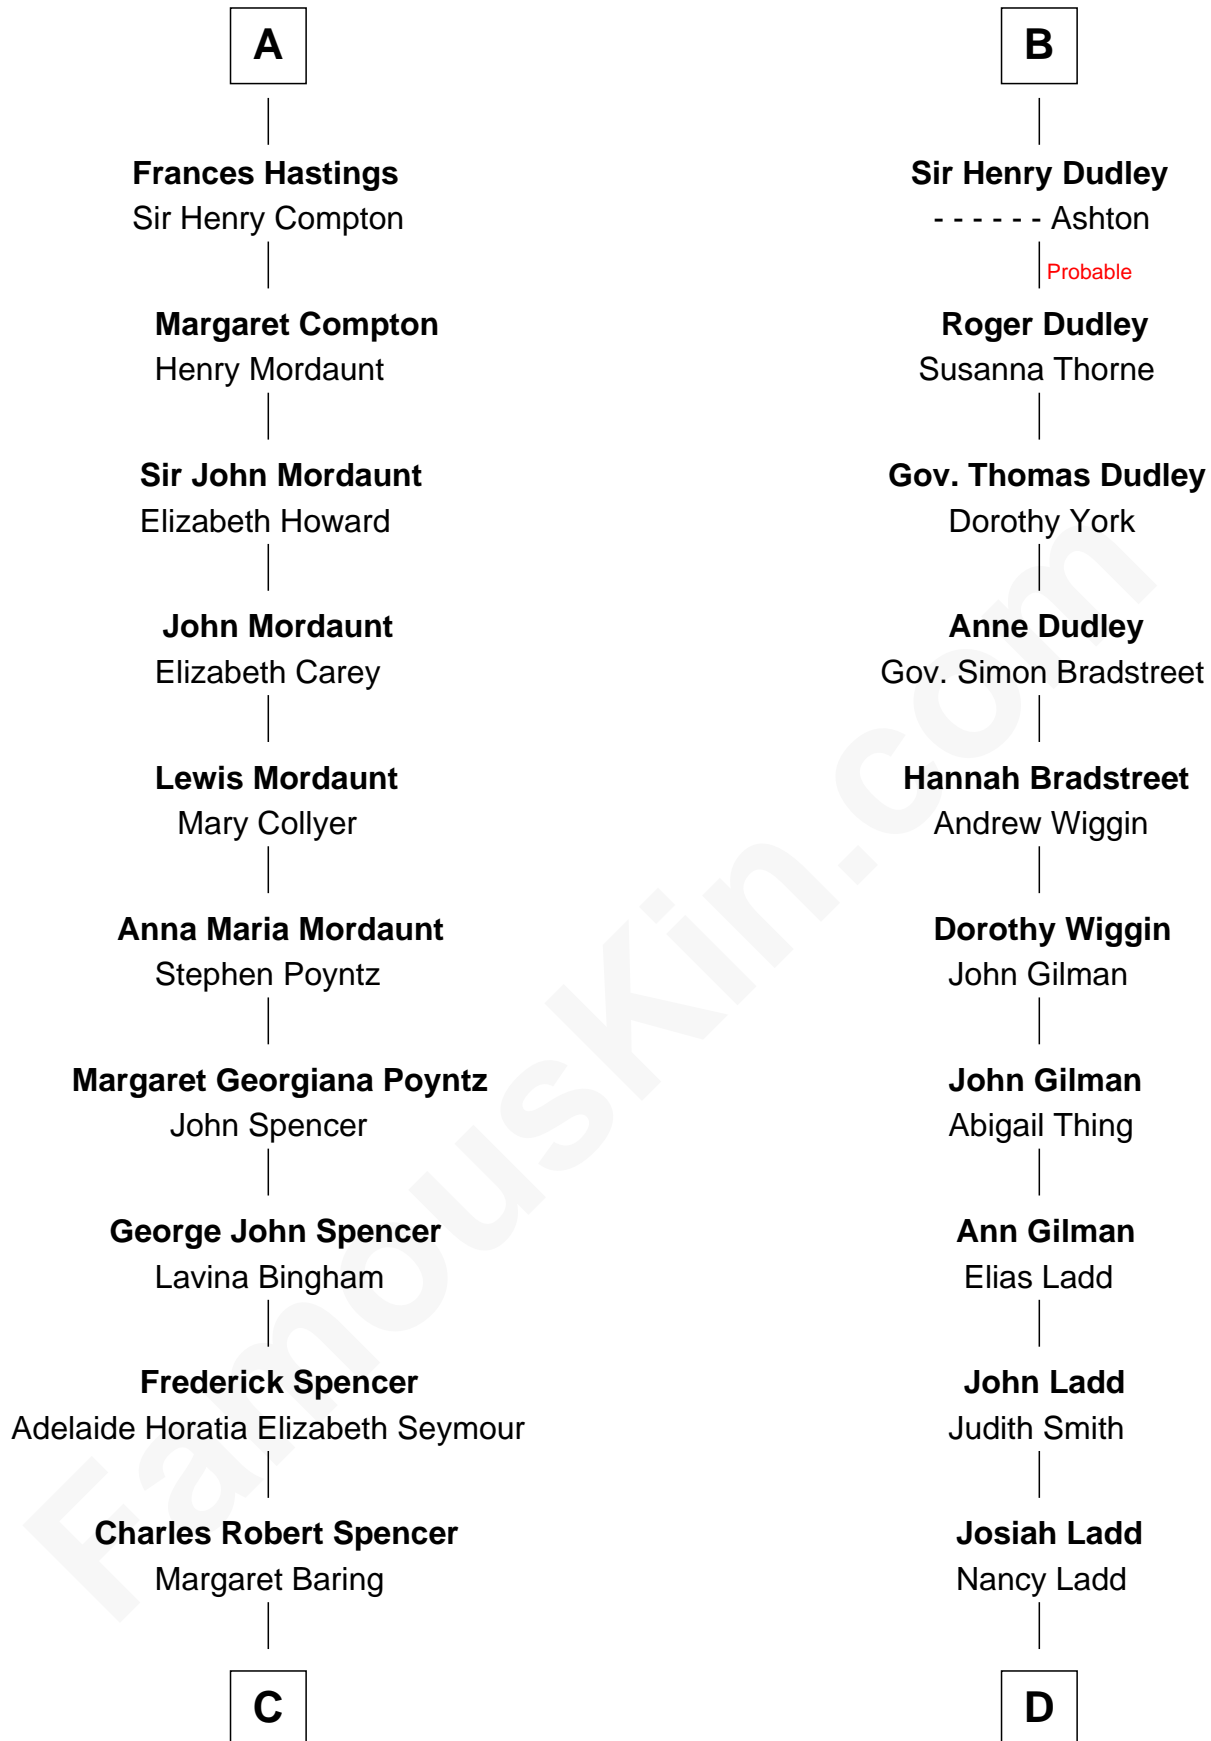 A
Frances Hastings
Sir Henry Compton
Margaret Compton
Henry Mordaunt
Sir John Mordaunt
Elizabeth Howard
John Mordaunt
Elizabeth Carey
Lewis Mordaunt
Mary Collyer
Anna Maria Mordaunt
Stephen Poyntz
Margaret Georgiana Poyntz
John Spencer
George John Spencer
Lavina Bingham
Frederick Spencer
Adelaide Horatia Elizabeth Seymour
Charles Robert Spencer
Margaret Baring
C
B
Sir Henry Dudley
- - - - - - Ashton
Probable
Roger Dudley
Susanna Thorne
Gov. Thomas Dudley
Dorothy York
Anne Dudley
Gov. Simon Bradstreet
Hannah Bradstreet
Andrew Wiggin
Dorothy Wiggin
John Gilman
John Gilman
Abigail Thing
Ann Gilman
Elias Ladd
John Ladd
Judith Smith
Josiah Ladd
Nancy Ladd
D
FamousKin.com